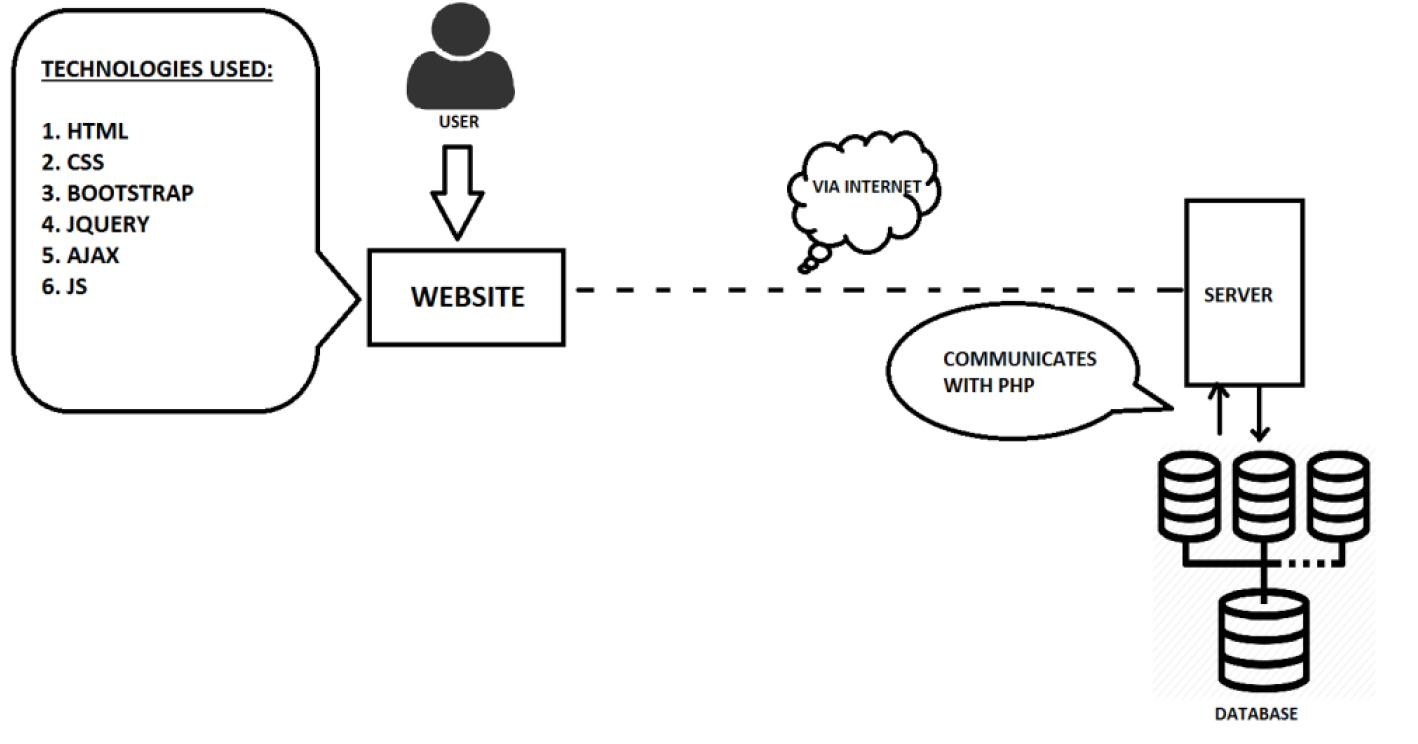 TECHNOLOGIES USED:
1. HTML
2. CSS
3. BOOTSTRAP
4. JQUERY
5. AJAX
6. JS
USER
WEBSITE
VIA INTERNET
SERVER
COMMUNICATES
WITH PHP
DATABASE